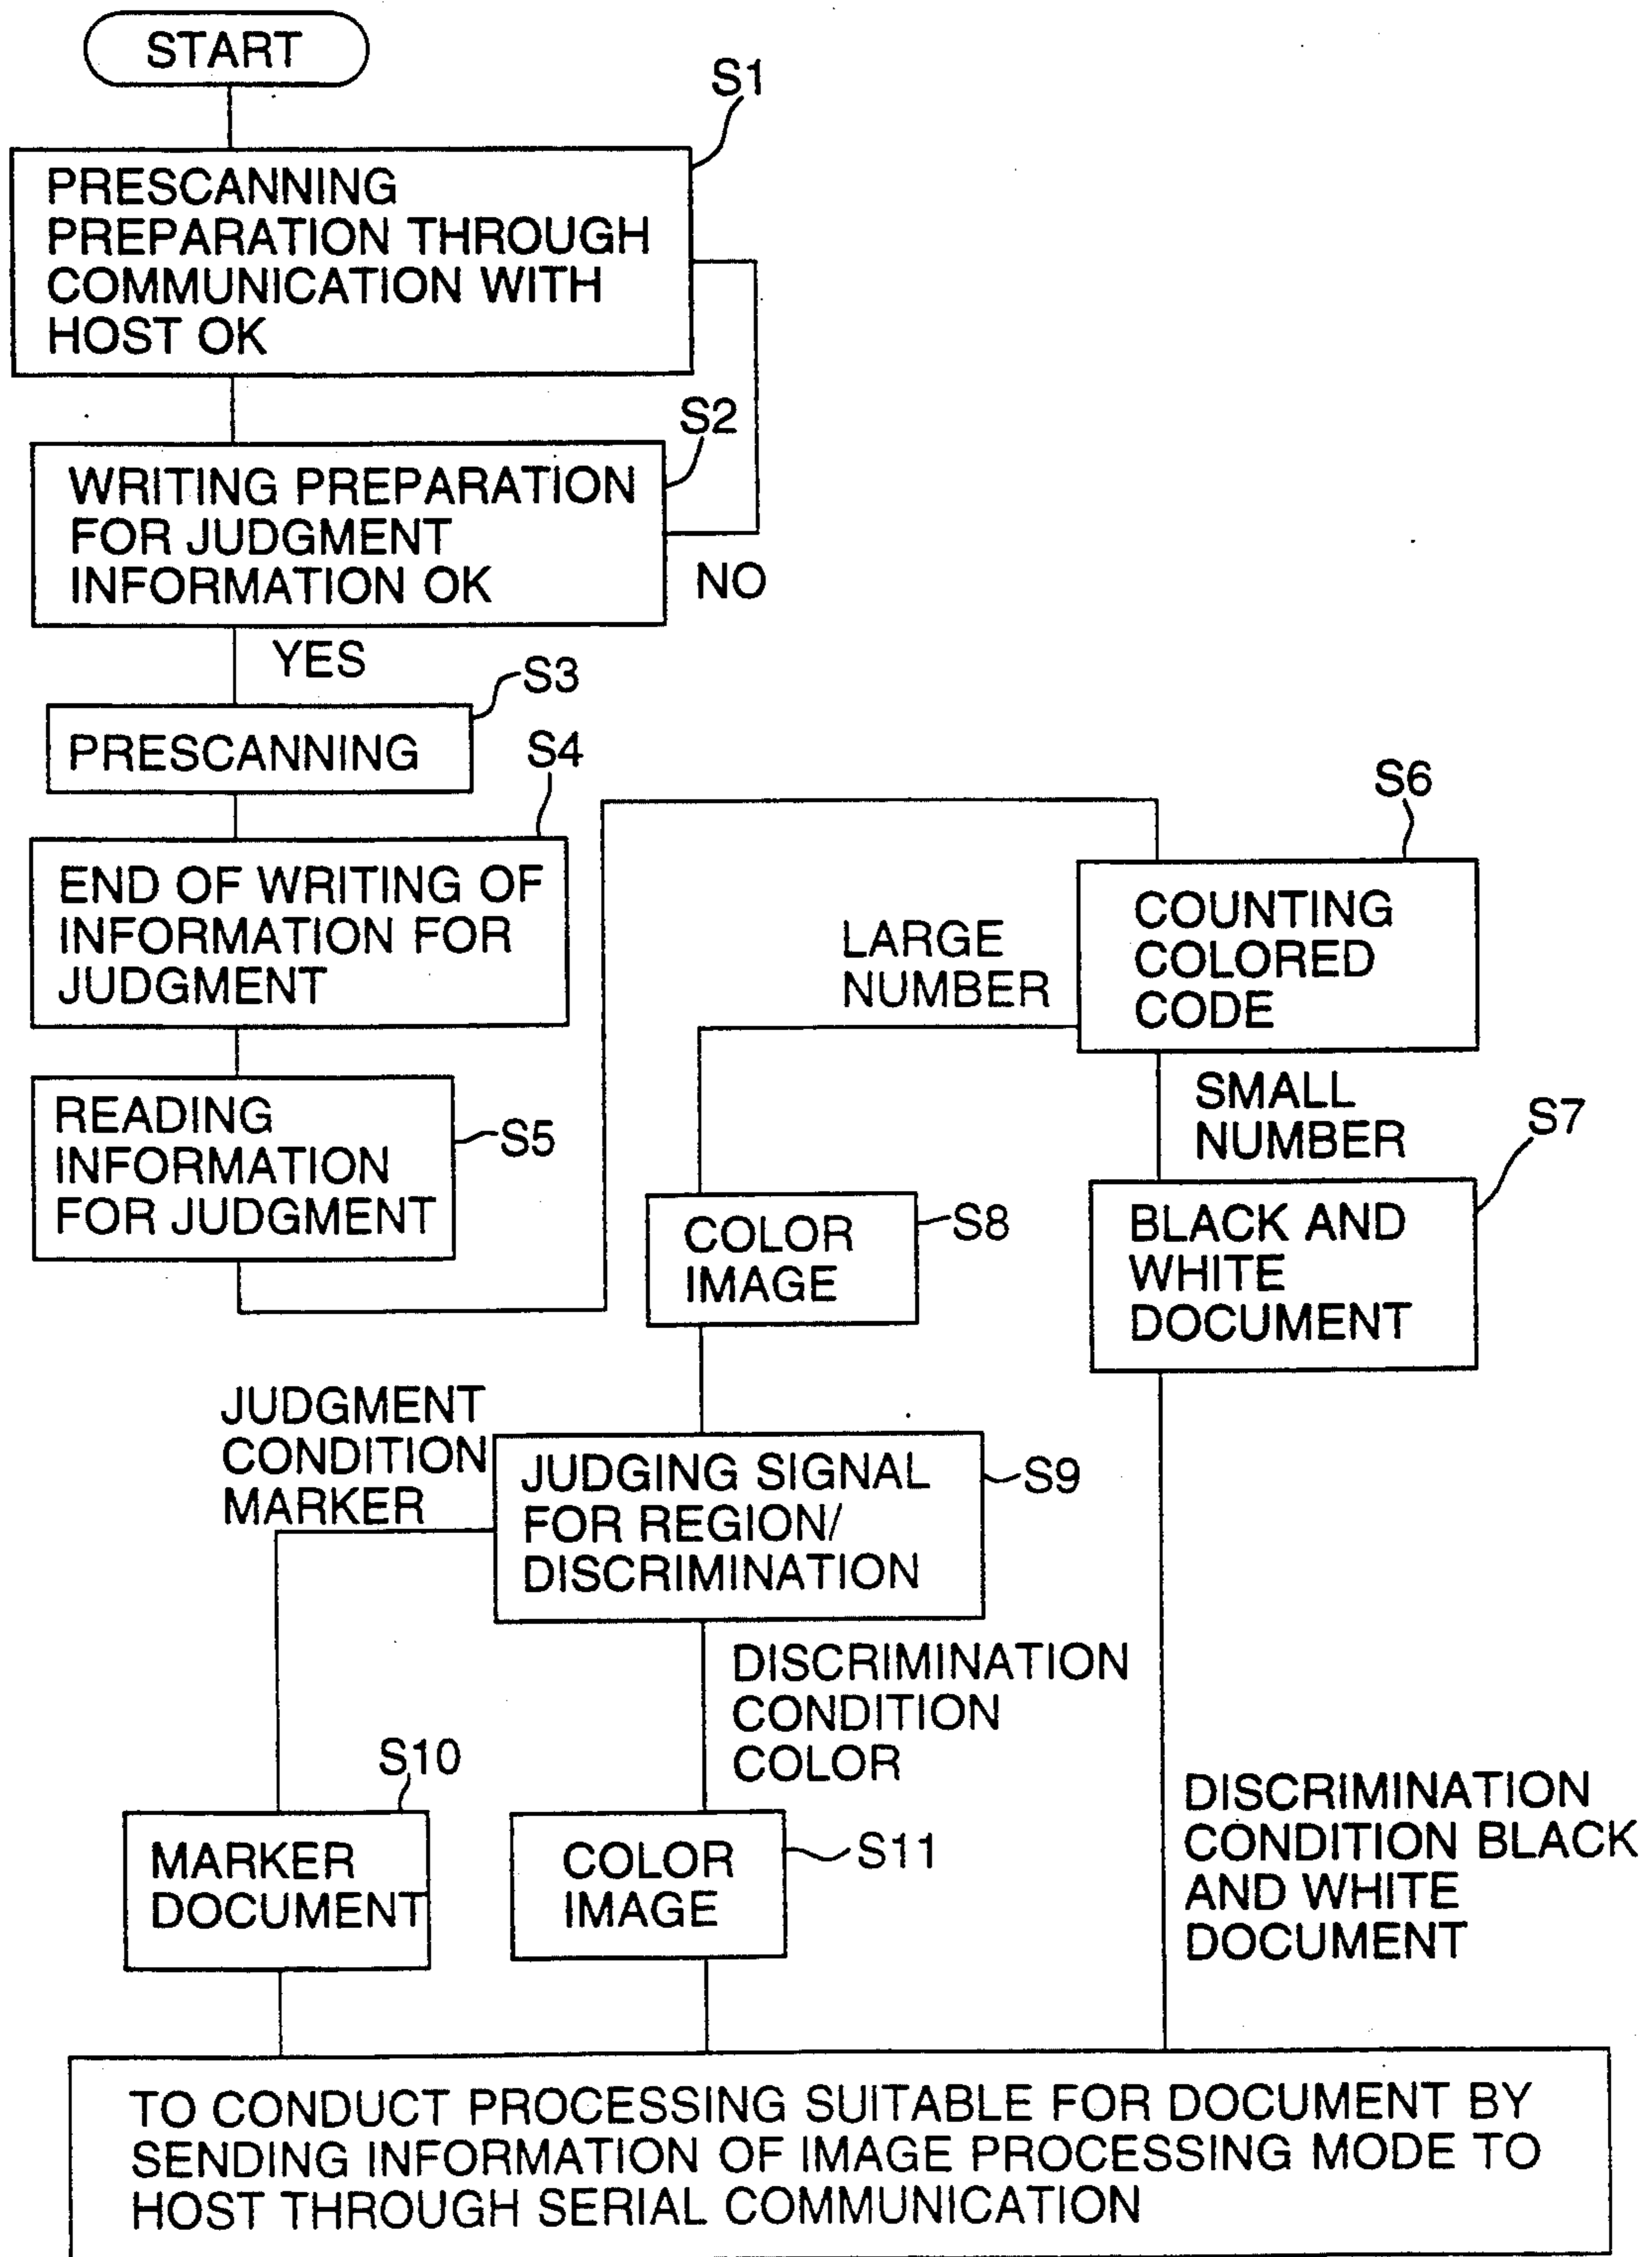 START
S1
PRESCANNING
PREPARATION THROUGH
COMMUNICATION WITH
HOST OK
S2
WRITING PREPARATION
FOR JUDGMENT
INFORMATION OK
NO
YES
S3
PRESCANNING
S4
END OF WRITING OF
INFORMATION FOR
JUDGMENT
READING
INFORMATION
FOR JUDGMENT
S5
S6
COUNTING
COLORED
CODE
LARGE
NUMBER
SMALL
NUMBER
S7
BLACK AND
WHITE
DOCUMENT
COLOR
IMAGE
S8
JUDGMENT
CONDITION
MARKER
JUDGING SIGNAL
FOR REGION/
DISCRIMINATION
S9
DISCRIMINATION
CONDITION
COLOR
S10
MARKER
DOCUMENT
COLOR
IMAGE
S11
DISCRIMINATION
CONDITION BLACK
AND WHITE
DOCUMENT
TO CONDUCT PROCESSING SUITABLE FOR DOCUMENT BY
SENDING INFORMATION OF IMAGE PROCESSING MODE TO
HOST THROUGH SERIAL COMMUNICATION